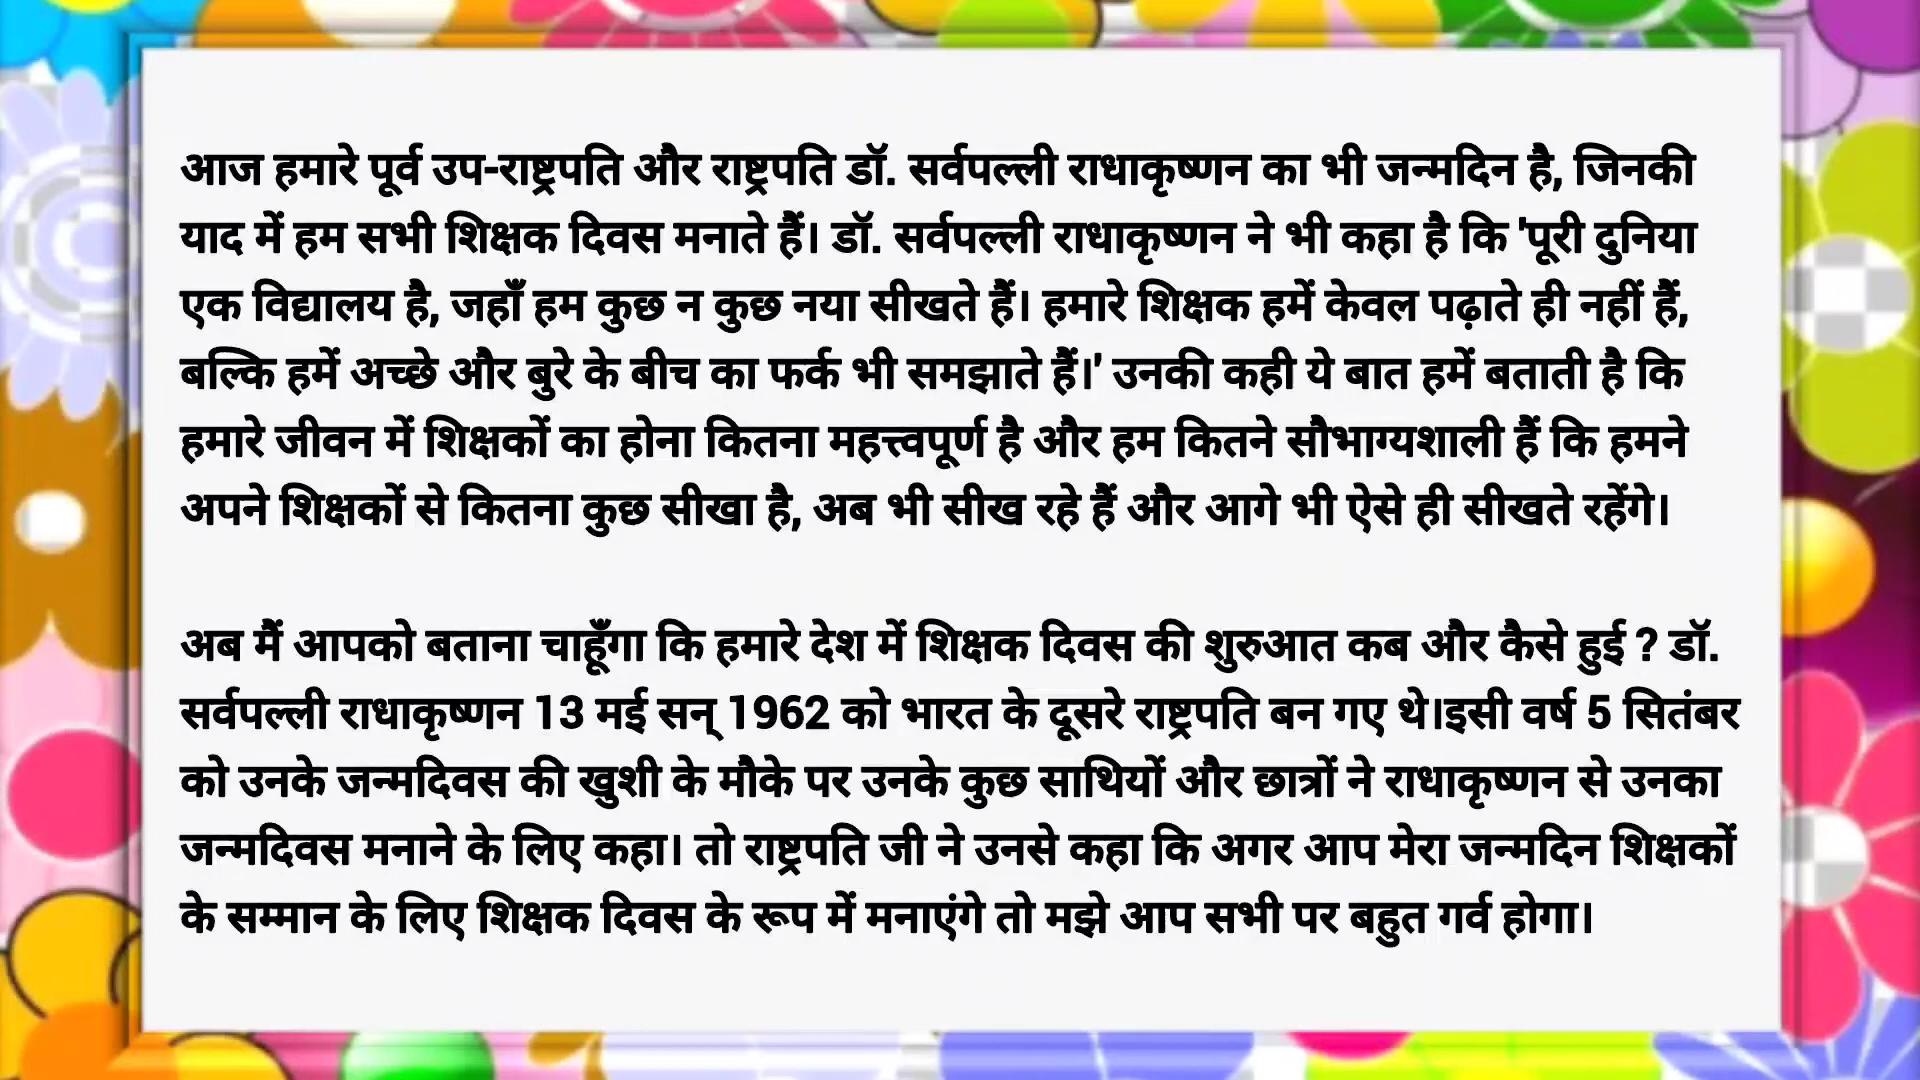 आज हमारे पूर्व उप-राष्ट्रपति और राष्ट्रपति डॉ. सर्वपल्ली राधाकृष्णन का भी जन्मदिन है, जिनकी
याद में हम सभी शिक्षक दिवस मनाते हैं। डॉ. सर्वपल्ली राधाकृष्णन ने भी कहा है कि 'पूरी दुनिया
एक विद्यालय है, जहाँ हम कुछ न कुछ नया सीखते हैं। हमारे शिक्षक हमें केवल पढ़ाते ही नहीं हैं,
बल्कि हमें अच्छे और बुरे के बीच का फर्क भी समझाते हैं।' उनकी कही ये बात हमें बताती है कि
हमारे जीवन में शिक्षकों का होना कितना महत्त्वपूर्ण है और हम कितने सौभाग्यशाली हैं कि हमने
अपने शिक्षकों से कितना कुछ सीखा है, अब भी सीख रहे हैं और आगे भी ऐसे ही सीखते रहेंगे।
अब मैं आपको बताना चाहूँगा कि हमारे देश में शिक्षक दिवस की शुरुआत कब और कैसे हुई ? डॉ.
सर्वपल्ली राधाकृष्णन 13 मई सन् 1962 को भारत के दूसरे राष्ट्रपति बन गए थे।इसी वर्ष 5 सितंबर
को उनके जन्मदिवस की खुशी के मौके पर उनके कुछ साथियों और छात्रों ने राधाकृष्णन से उनका
जन्मदिवस मनाने के लिए कहा। तो राष्ट्रपति जी ने उनसे कहा कि अगर आप मेरा जन्मदिन शिक्षकों
के सम्मान के लिए शिक्षक दिवस के रूप में मनाएंगे तो मझे आप सभी पर बहुत गर्व होगा।